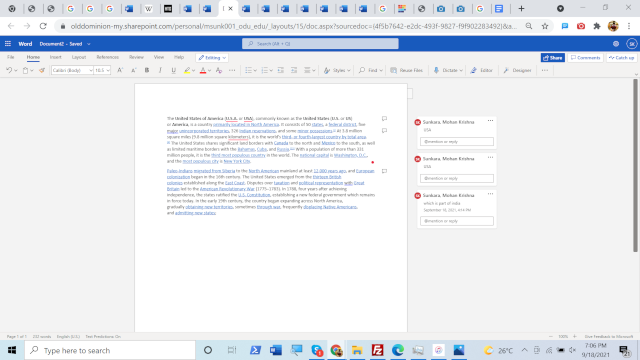 olddominion-my.sharepoint.com/personal/msunk001_odu_edu/_layouts/15/doc.aspx?sourcedoc={4f5b7642-e2dc-493f-9827-f9f902283492}&a...
Word Document2 - Saved
Search (Alt + Q)
File Home Insert Layout References Review View Help Editing Share Comments Catch up
Calibri (Body) 10.5 Styles Find Reuse Files Dictate Editor Designer
The United States of America (U.S.A. or USA), commonly known as the United States (U.S. or US)
or America, is a country primarily located in North America. It consists of 50 states, a federal district, five
major unincorporated territories, 326 Indian reservations, and some minor possessions. At 3.8 million
square miles (9.8 million square kilometers), it is the world's third- or fourth-largest country by total area.
The United States shares significant land borders with Canada to the north and Mexico to the south, as well
as limited maritime borders with the Bahamas, Cuba, and Russia. With a population of more than 331
million people, it is the third most populous country in the world. The national capital is Washington, D.C.,
and the most populous city is New York City.
Paleo-Indians migrated from Siberia to the North American mainland at least 12,000 years ago, and European
colonization began in the 16th century. The United States emerged from the thirteen British
colonies established along the East Coast. Disputes over taxation and political representation with Great
Britain led to the American Revolutionary War (1775–1783),
independence, the states ratified the U.S. Constitution, establishing a new federal government which remains
in force today. In the early 19th century, the country began expanding across North America,
gradually obtaining new territories, sometimes through war, frequently displacing Native Americans,
and admitting new states.
Sunkara, Mohan Krishna
USA
@mention or reply
Sunkara, Mohan Krishna
USA
@mention or reply
Sunkara, Mohan Krishna
which is part of india
September 18, 2021, 4:14 PM
@mention or reply
Page 1 of 1 232 words English (U.S.) Text Predictions: On 100% Give Feedback to Microsoft
Type here to search
26°C
7:06 PM
9/18/2021